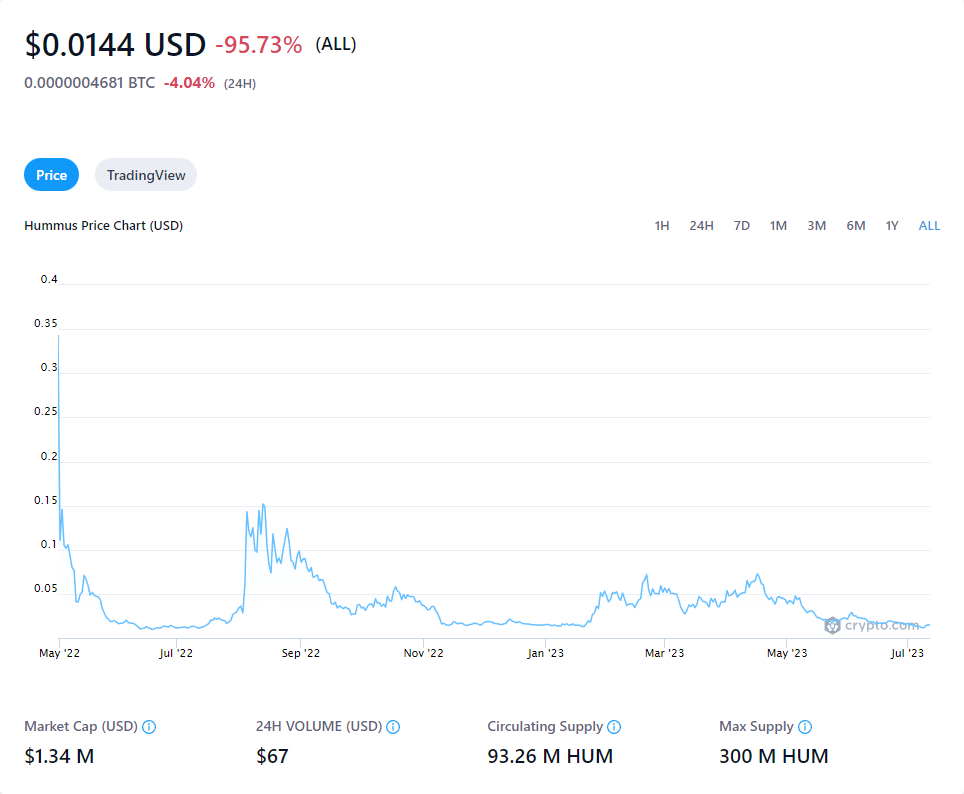 $0.0144 USD -95.73% (ALL)
0.0000004681 BTC -4.04% (24H)
Price TradingView
Hummus Price Chart (USD) 1H 24H 7D 1M 3M 6M 1Y ALL
0.4
0.35
0.3
0.25
0.2
0.15
0.1
0.05
crypto.com
May '22 Jul '22 Sep '22 Nov '22 Jan '23 Mar '23 May '23 Jul '23
Market Cap (USD) 24H VOLUME (USD) Circulating Supply Max Supply
$1.34 M $67 93.26 M HUM 300 M HUM